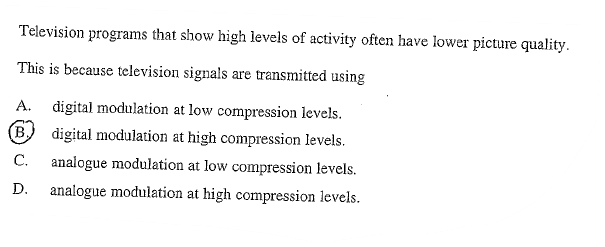 Television programs that show high levels of activity often have lower picture quality.
This is because television signals are transmitted using
A. digital modulation at low compression levels.
B. digital modulation at high compression levels.
C. analogue modulation at low compression levels.
D. analogue modulation at high compression levels.